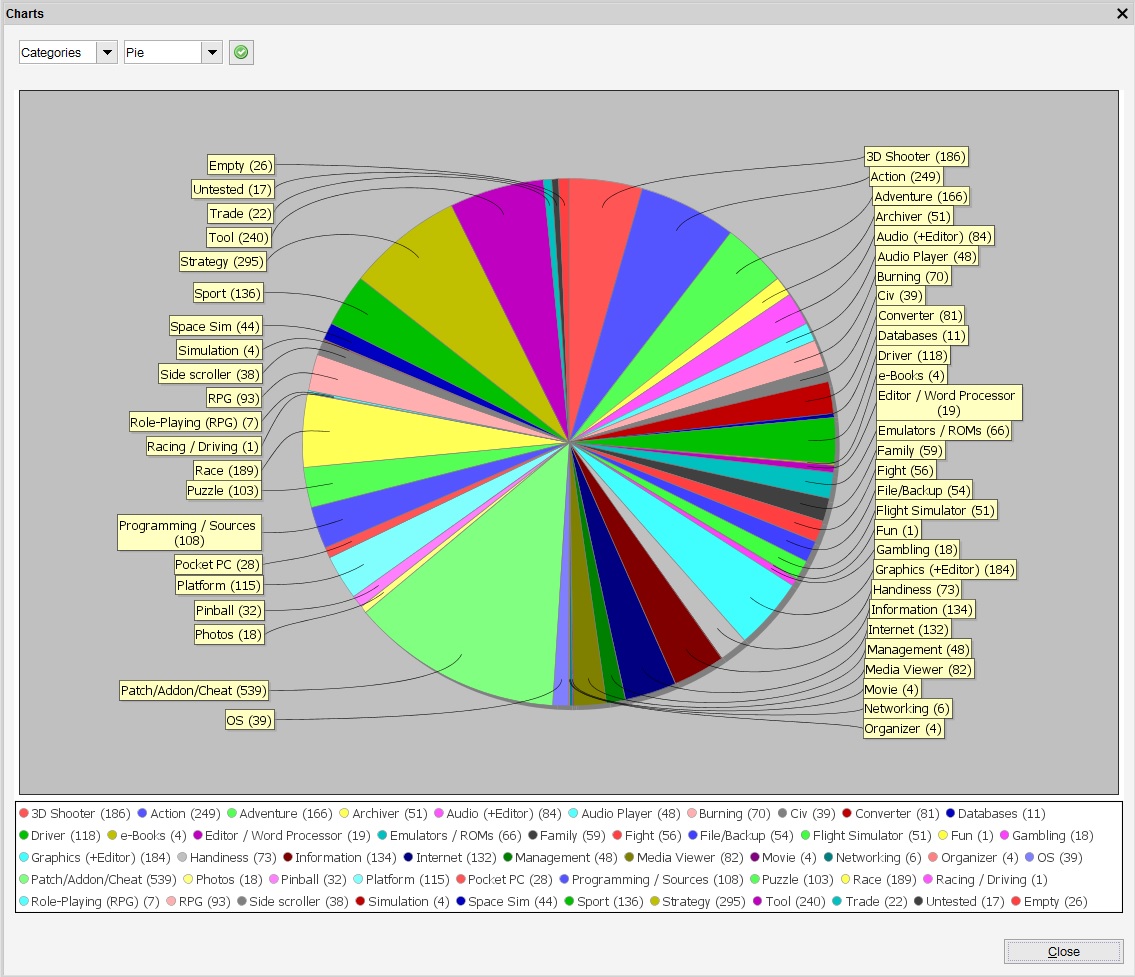 Charts
Categories Pie
Empty (26)
Untested (17)
Trade (22)
Tool (240)
Strategy (295)
Sport (136)
Space Sim (44)
Simulation (4)
Side scroller (38)
RPG (93)
Role-Playing (RPG) (7)
Racing / Driving (1)
Race (189)
Puzzle (103)
Programming / Sources
(108)
Pocket PC (28)
Platform (115)
Pinball (32)
Photos (18)
Patch/Addon/Cheat (539)
OS (39)
3D Shooter (186)
Action (249)
Adventure (166)
Archiver (51)
Audio (+Editor) (84)
Audio Player (48)
Burning (70)
Civ (39)
Converter (81)
Databases (11)
Driver (118)
e-Books (4)
Editor / Word Processor
(19)
Emulators / ROMs (66)
Family (59)
Fight (56)
File/Backup (54)
Flight Simulator (51)
Fun (1)
Gambling (18)
Graphics (+Editor) (184)
Handiness (73)
Information (134)
Internet (132)
Management (48)
Media Viewer (82)
Movie (4)
Networking (6)
Organizer (4)
3D Shooter (186) Action (249) Adventure (166) Archiver (51) Audio (+Editor) (84) Audio Player (48) Burning (70) Civ (39) Converter (81) Databases (11)
Driver (118) e-Books (4) Editor / Word Processor (19) Emulators / ROMs (66) Family (59) Fight (56) File/Backup (54) Flight Simulator (51) Fun (1) Gambling (18)
Graphics (+Editor) (184) Handiness (73) Information (134) Internet (132) Management (48) Media Viewer (82) Movie (4) Networking (6) Organizer (4) OS (39)
Patch/Addon/Cheat (539) Photos (18) Pinball (32) Platform (115) Pocket PC (28) Programming / Sources (108) Puzzle (103) Race (189) Racing / Driving (1)
Role-Playing (RPG) (7) RPG (93) Side scroller (38) Simulation (4) Space Sim (44) Sport (136) Strategy (295) Tool (240) Trade (22) Untested (17) Empty (26)
Close